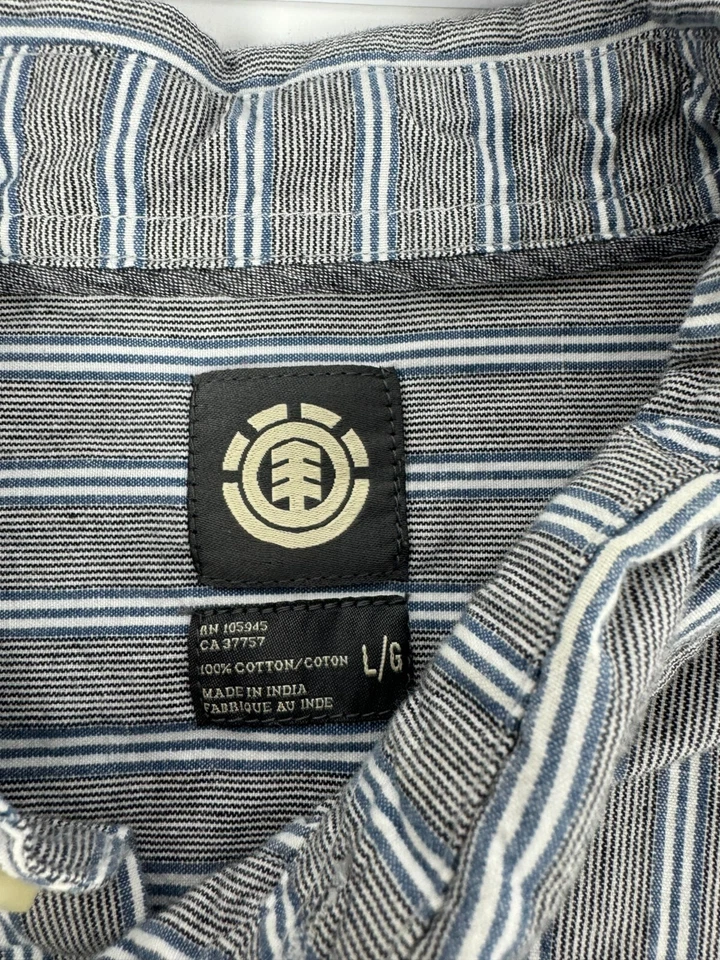 RN 105945
CA 37757
100% COTTON/COTON
L/G
MADE IN INDIA
FABRIQUE AU INDE